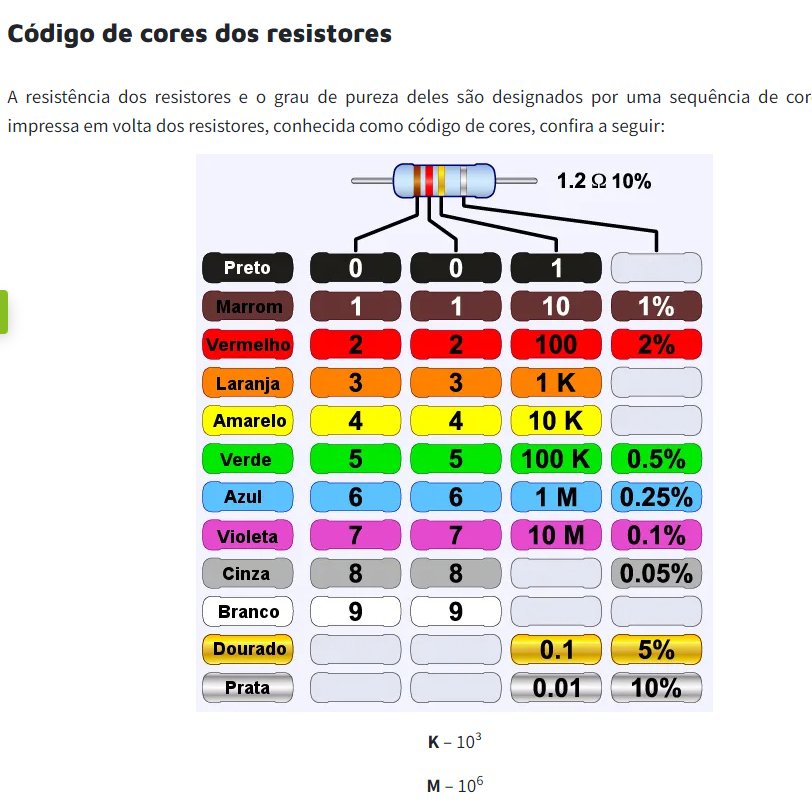 Código de cores dos resistores
A resistência dos resistores e o grau de pureza deles são designados por uma sequência de cor
impressa em volta dos resistores, conhecida como código de cores, confira a seguir:
1.2 Ω 10%
Preto 0 0 1
Marrom 1 1 10 1%
Vermelho 2 2 100 2%
Laranja 3 3 1 K
Amarelo 4 4 10 K
Verde 5 5 100 K 0.5%
Azul 6 6 1 M 0.25%
Violeta 7 7 10 M 0.1%
Cinza 8 8 0.05%
Branco 9 9
Dourado 0.1 5%
Prata 0.01 10%
K – 10³
M – 10⁶